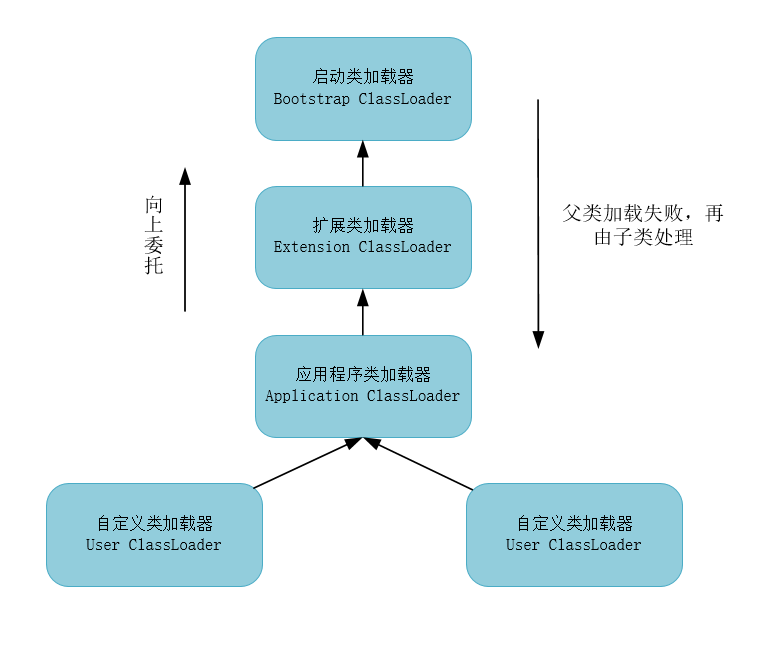 启动类加载器
Bootstrap ClassLoader
向上委托
扩展类加载器
Extension ClassLoader
父类加载失败，再
由子类处理
应用程序类加载器
Application ClassLoader
自定义类加载器
User ClassLoader
自定义类加载器
User ClassLoader